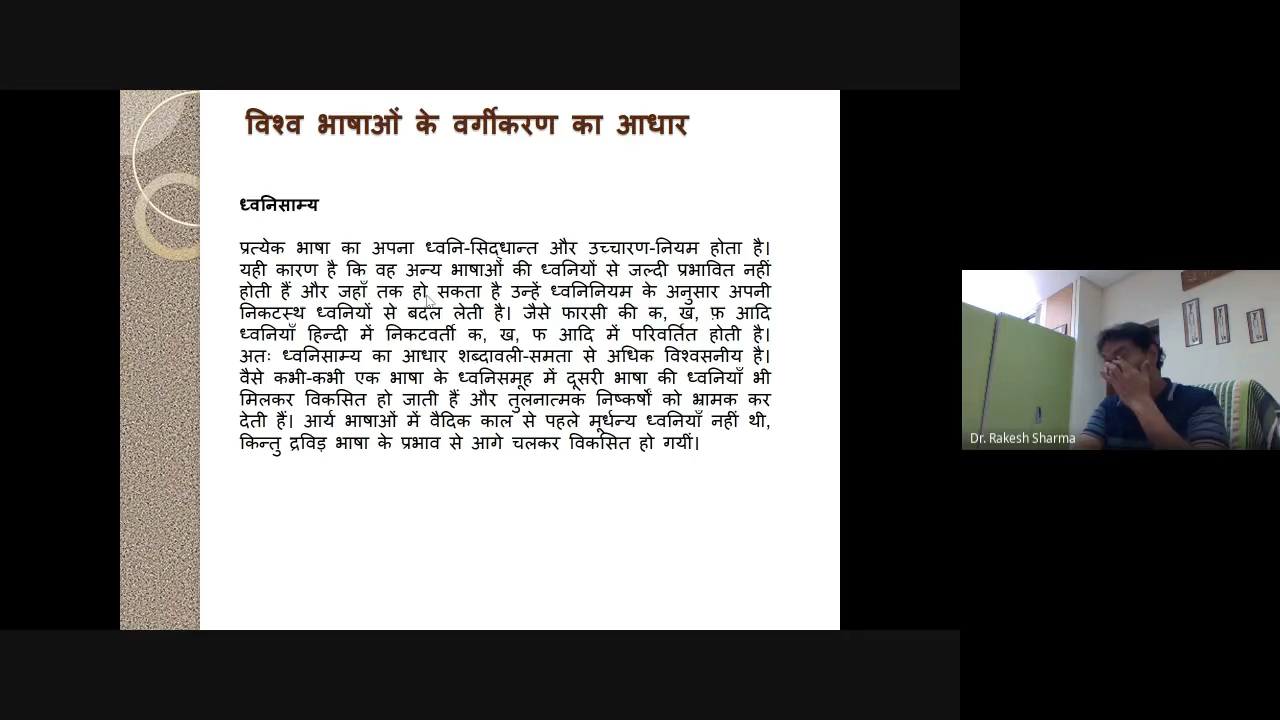 विश्व भाषाओं के वर्गीकरण का आधार
ध्वनिसाम्य
प्रत्येक भाषा का अपना ध्वनि-सिद्धान्त और उच्चारण-नियम होता है।
यही कारण है कि वह अन्य भाषाओं की ध्वनियों से जल्दी प्रभावित नहीं
होती हैं और जहाँ तक हो सकता है उन्हें ध्वनिनियम के अनुसार अपनी
निकटस्थ ध्वनियों से बदल लेती है। जैसे फारसी की क, ख़, फ़ आदि
ध्वनियाँ हिन्दी में निकटवर्ती क, ख, फ आदि में परिवर्तित होती है।
अतः ध्वनिसाम्य का आधार शब्दावली-समता से अधिक विश्वसनीय है।
वैसे कभी-कभी एक भाषा के ध्वनिसमूह में दूसरी भाषा की ध्वनियाँ भी
मिलकर विकसित हो जाती हैं और तुलनात्मक निष्कर्षों को भ्रामक कर
देती हैं। आर्य भाषाओं में वैदिक काल से पहले मूर्धन्य ध्वनियाँ नहीं थी,
किन्तु द्रविड़ भाषा के प्रभाव से आगे चलकर विकसित हो गयीं।
Dr. Rakesh Sharma